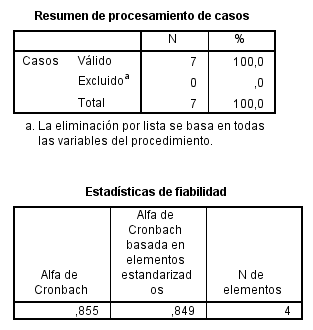 Resumen de procesamiento de casos
N %
Casos Válido 7 100,0
Excluidoª 0 ,0
Total 7 100,0
a. La eliminación por lista se basa en todas
las variables del procedimiento.
Estadísticas de fiabilidad
Alfa de
Cronbach
Alfa de
Cronbach
basada en
elementos
estandarizad
os
N de
elementos
,855 ,849 4